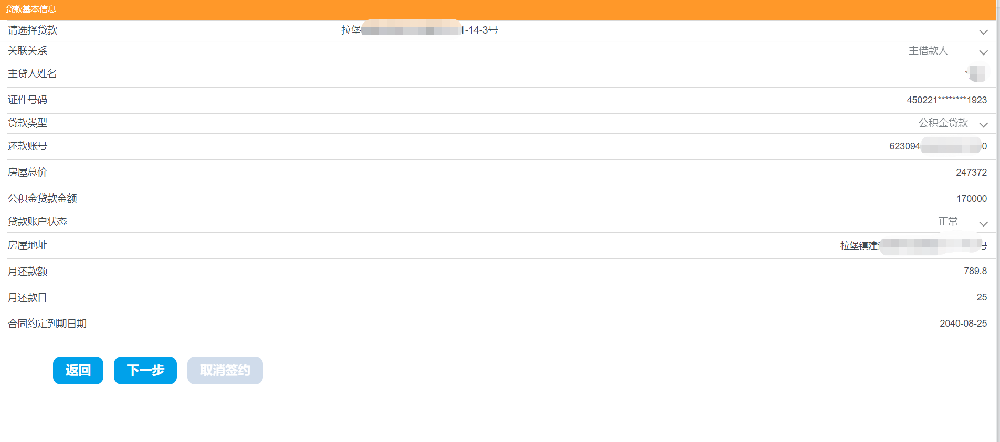 贷款基本信息
请选择贷款 拉堡1-14-3号
关联关系 主借款人
主贷人姓名 *
证件号码 450221********1923
贷款类型 公积金贷款
还款账号 623094 0
房屋总价 247372
公积金贷款金额 170000
贷款账户状态 正常
房屋地址 拉堡镇建 号
月还款额 789.8
月还款日 25
合同约定到期日期 2040-08-25
返回 下一步 取消签约